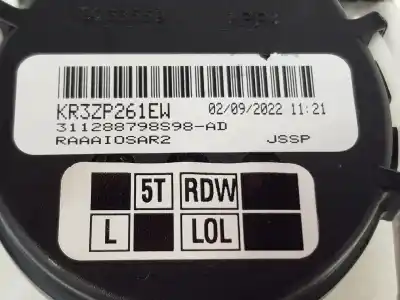 KR3ZP261EW 02/09/2022 11:21
311288798S98-AD
RAAAIOSAR2 JSSP
5T RDW
L LOL